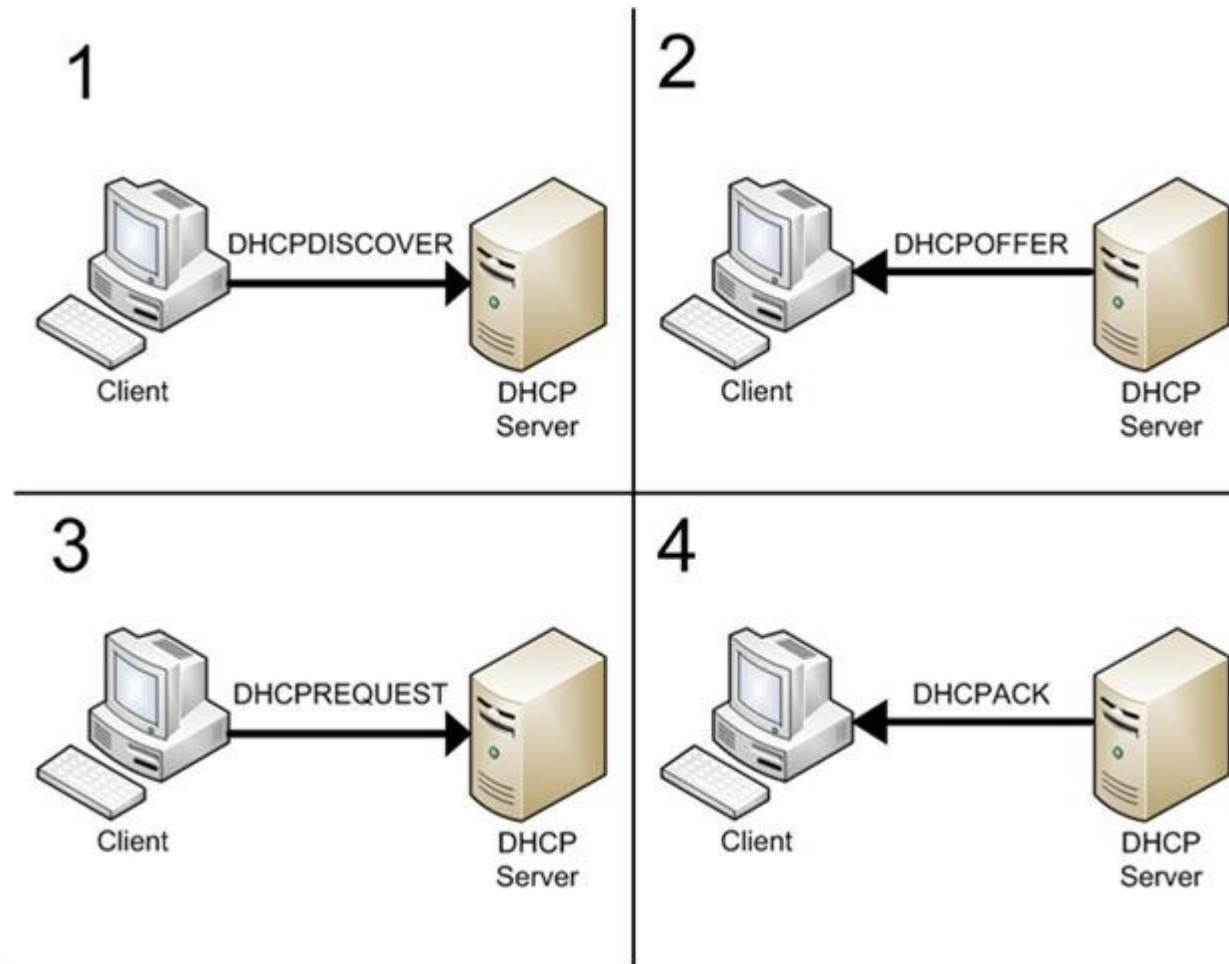 1
DHCPDISCOVER
Client
DHCP
Server
2
DHCPOFFER
Client
DHCP
Server
3
DHCPREQUEST
Client
DHCP
Server
4
DHCPACK
Client
DHCP
Server